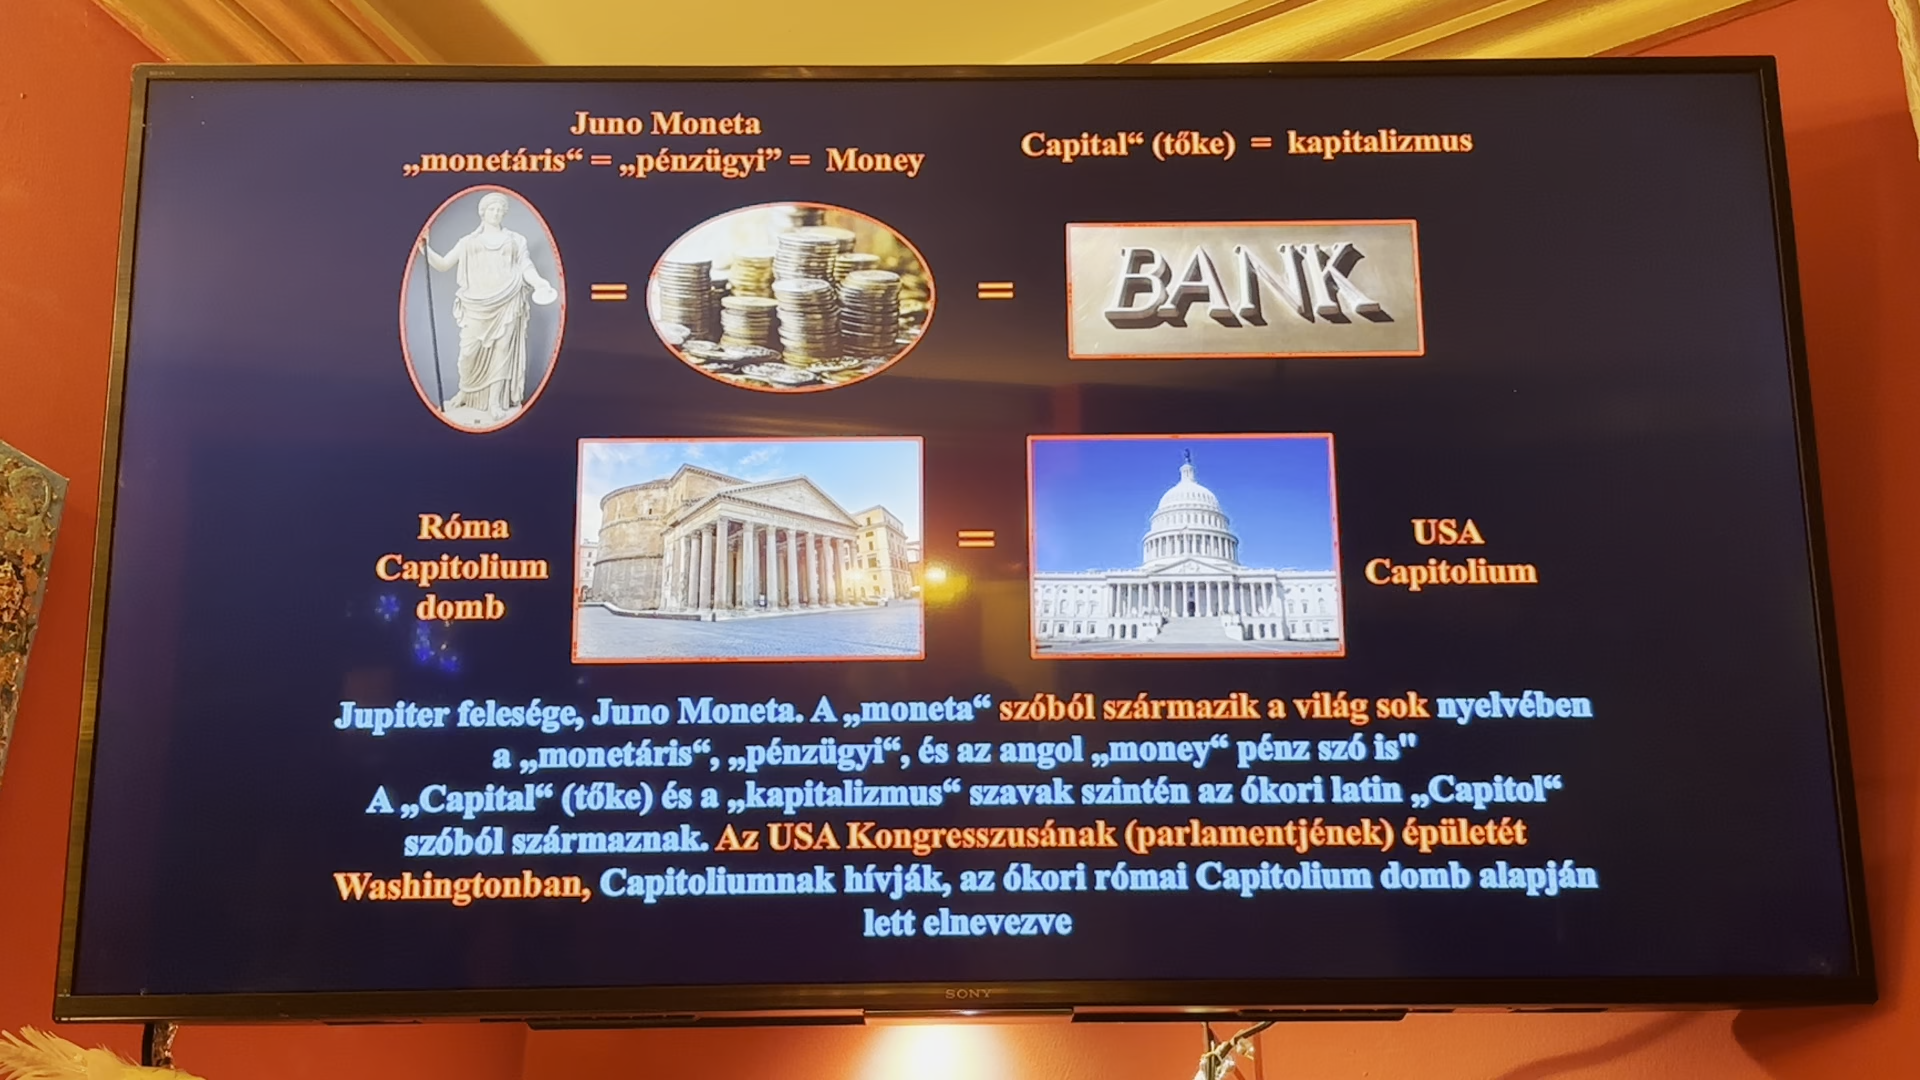 Juno Moneta
„monetáris“ = „pénzügyi” = Money
Capital“ (tőke) = kapitalizmus
=
=
BANK
Róma
Capitolium
domb
=
USA
Capitolium
Jupiter felesége, Juno Moneta. A „moneta“ szóból származik a világ sok nyelvében
a „monetáris“, „pénzügyi“, és az angol „money“ pénz szó is"
A „Capital“ (tőke) és a „kapitalizmus“ szavak szintén az ókori latin „Capitol“
szóból származnak. Az USA Kongresszusának (parlamentjének) épületét
Washingtonban, Capitoliumnak hívják, az ókori római Capitolium domb alapján
lett elnevezve
SONY